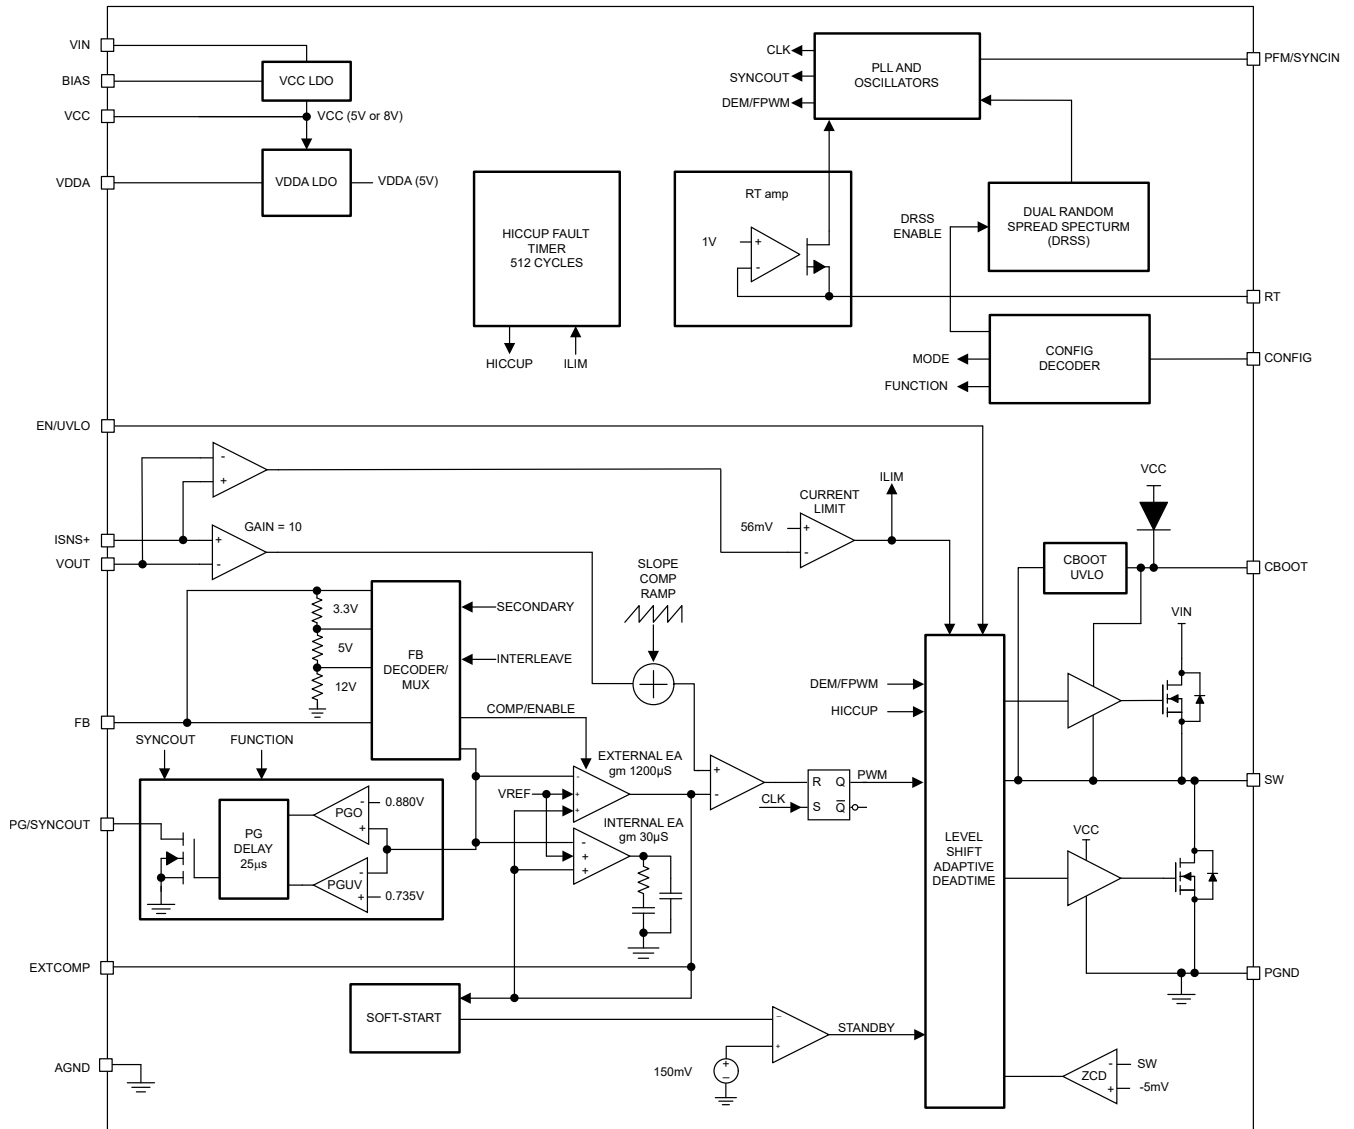 VIN
BIAS
VCC
VDDA
VCC LDO
VCC (5V or 8V)
VDDA LDO
VDDA (5V)
HICCUP FAULT
TIMER
512 CYCLES
HICCUP
ILIM
CLK
SYNCOUT
DEM/FPWM
PLL AND
OSCILLATORS
PFM/SYNCIN
RT amp
1V
+
-
DRSS
ENABLE
DUAL RANDOM
SPREAD SPECTURM
(DRSS)
RT
MODE
FUNCTION
CONFIG
DECODER
CONFIG
EN/UVLO
-
+
ISNS+
VOUT
+
-
GAIN = 10
CURRENT
LIMIT
56mV
+
-
ILIM
VCC
CBOOT
UVLO
CBOOT
VIN
SLOPE
COMP
RAMP
3.3V
5V
12V
FB
DECODER/
MUX
SECONDARY
INTERLEAVE
COMP/ENABLE
FB
SYNCOUT
FUNCTION
PG/SYNCOUT
PG
DELAY
25µs
PGO
-
+
0.880V
PGUV
-
+
0.735V
EXTERNAL EA
gm 1200µS
VREF
-
+
+
INTERNAL EA
gm 30µS
-
+
+
+
-
CLK
R
Q
S
Q
PWM
DEM/FPWM
HICCUP
LEVEL
SHIFT
ADAPTIVE
DEADTIME
SW
VCC
PGND
EXTCOMP
SOFT-START
–
+
150mV
+
–
STANDBY
ZCD
-
+
SW
-5mV
AGND